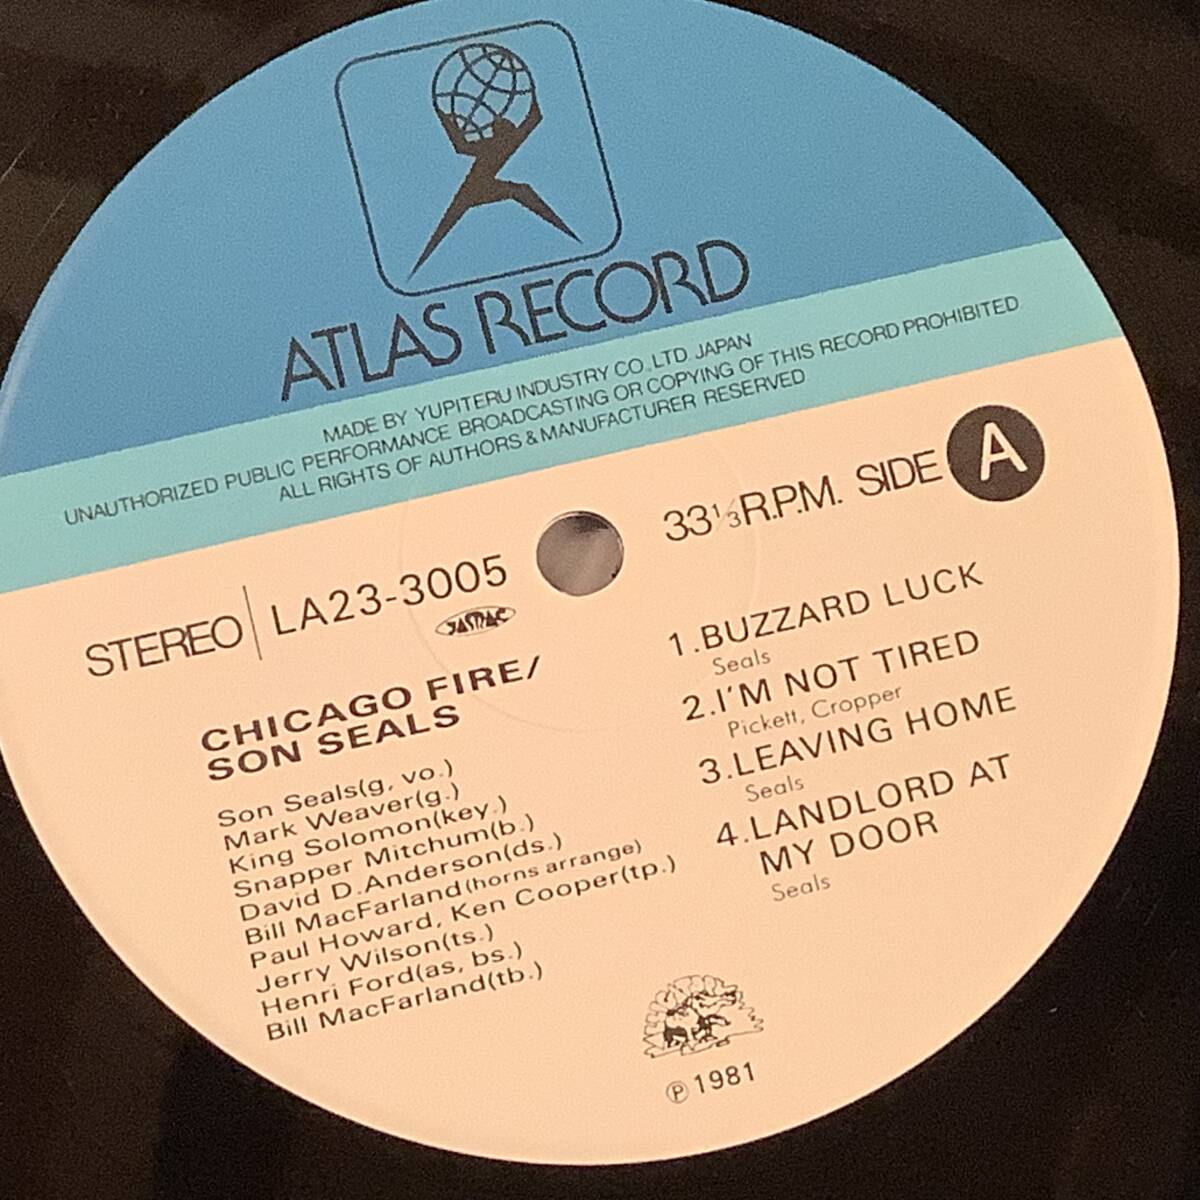 ATLAS RECORD
MADE BY YUPITERU INDUSTRY CO., LTD. JAPAN
UNAUTHORIZED PUBLIC PERFORMANCE BROADCASTING OR COPYING OF THIS RECORD PROHIBITED
ALL RIGHTS OF AUTHORS & MANUFACTURER RESERVED
33 1/3 R.P.M. SIDE A
STEREO LA23-3005
JASRAC
CHICAGO FIRE/
SON SEALS
Son Seals(g, vo.)
Mark Weaver(g.)
King Solomon(key.)
Snapper Mitchum(b.)
David D.Anderson(ds.)
Bill MacFarland(horns arrange)
Paul Howard, Ken Cooper(tp.)
Jerry Wilson(ts.)
Henri Ford(as, bs.)
Bill MacFarland(tb.)
1.BUZZARD LUCK
Seals
2.I'M NOT TIRED
Pickett, Cropper
3.LEAVING HOME
Seals
4.LANDLORD AT
MY DOOR
Seals
Ⓟ1981